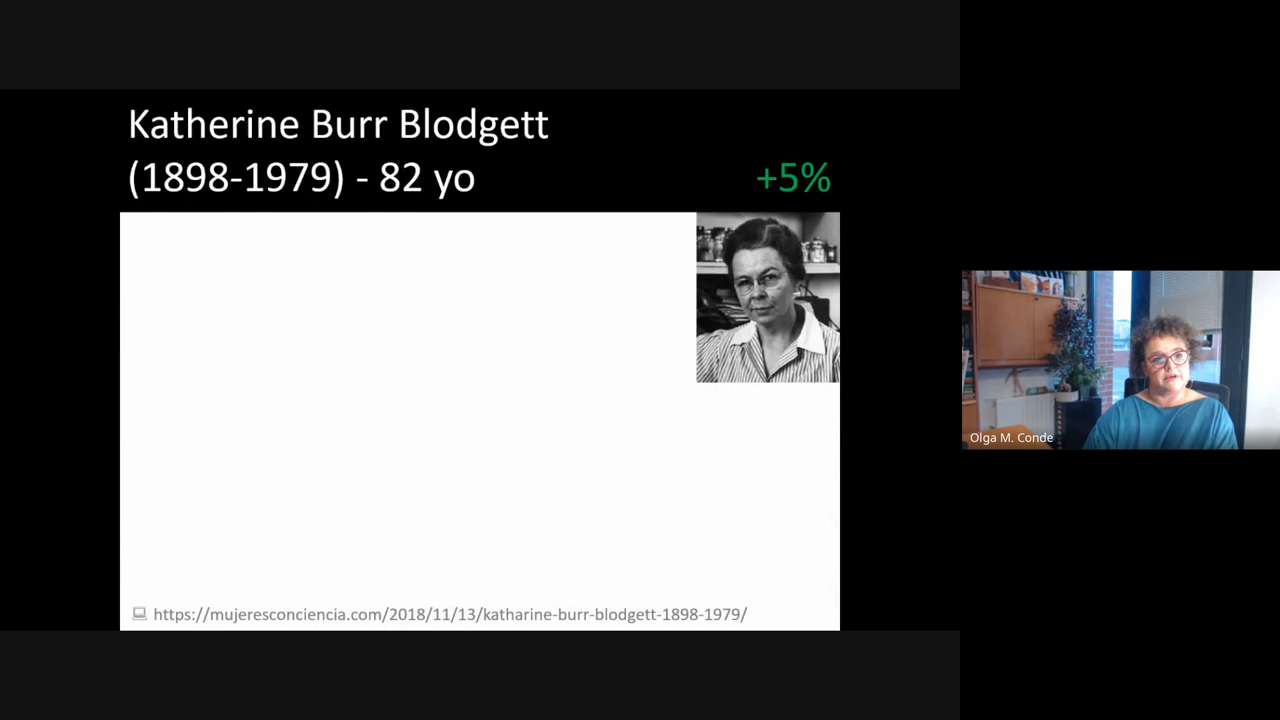 Katherine Burr Blodgett
(1898-1979) - 82 yo
+5%
https://mujeresconciencia.com/2018/11/13/katharine-burr-blodgett-1898-1979/
Olga M. Conde